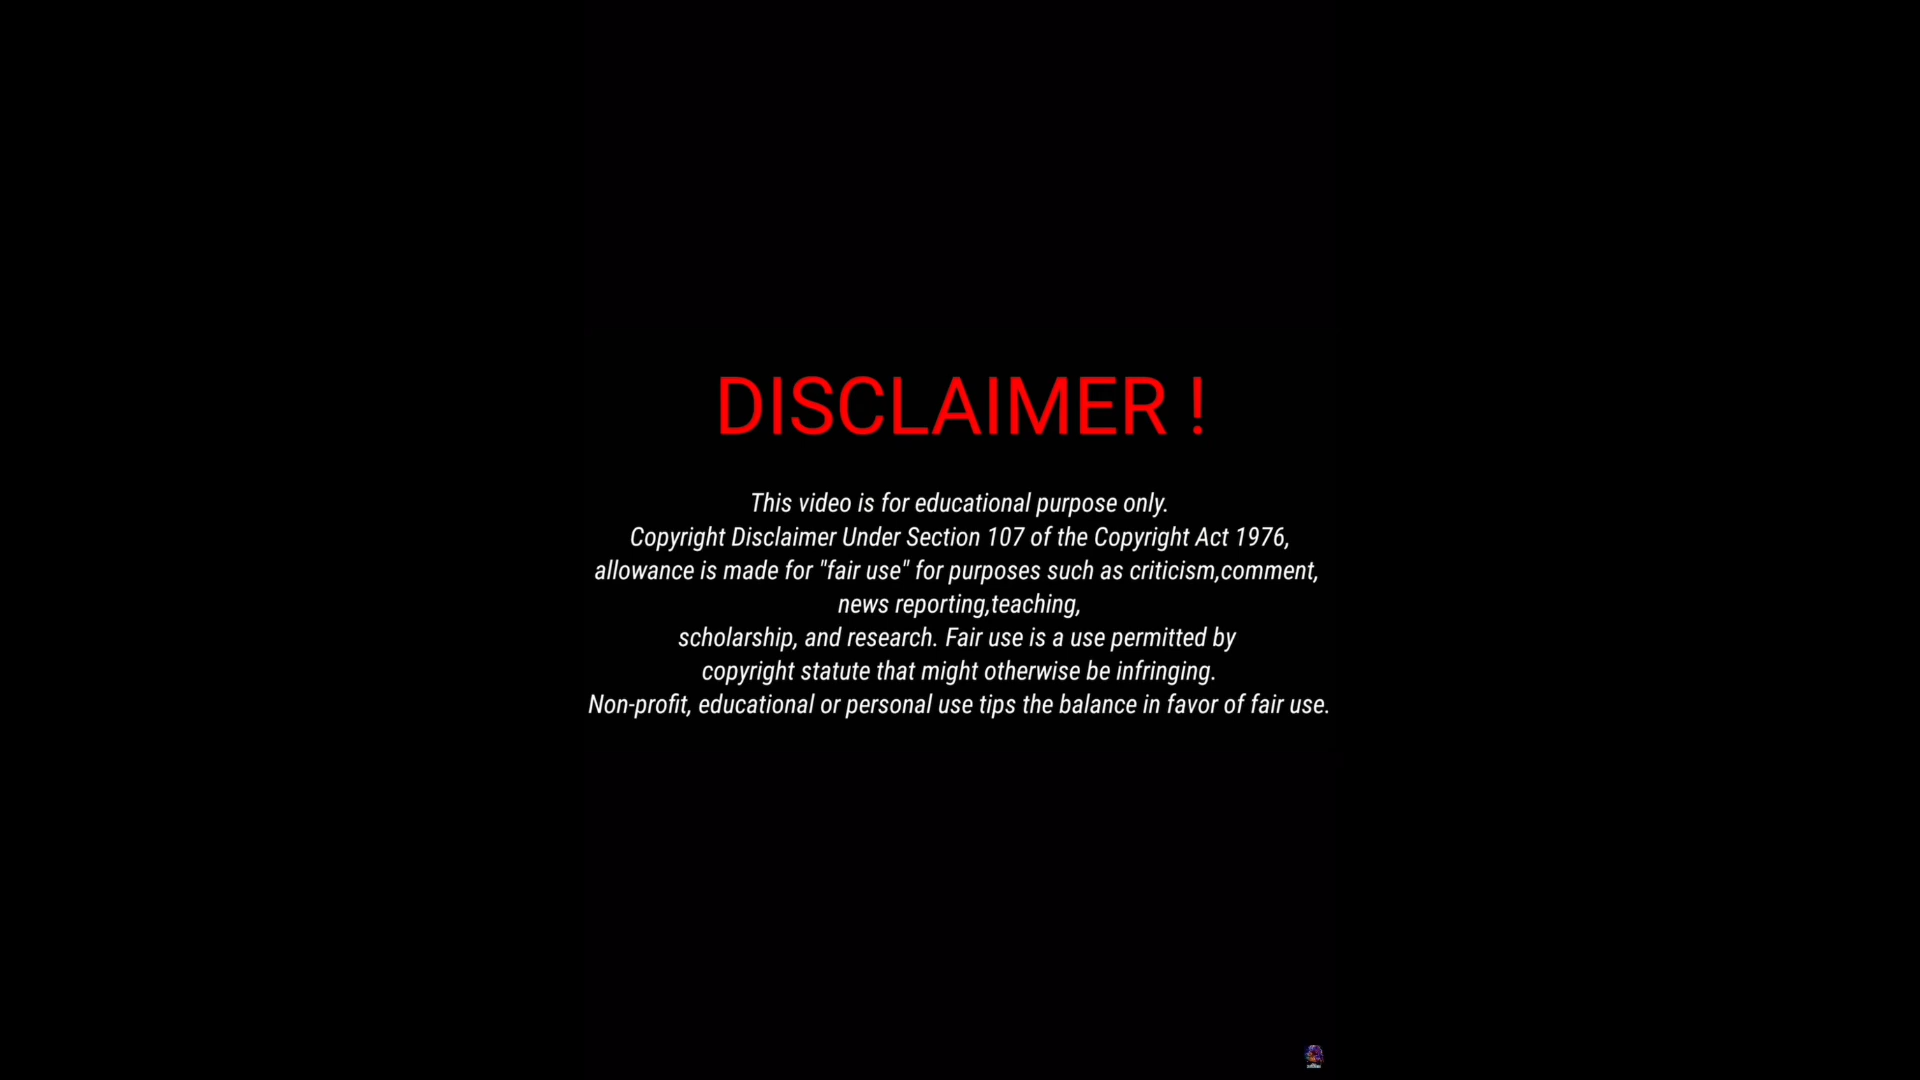 DISCLAIMER !
This video is for educational purpose only.
Copyright Disclaimer Under Section 107 of the Copyright Act 1976,
allowance is made for "fair use" for purposes such as criticism,comment,
news reporting,teaching,
scholarship, and research. Fair use is a use permitted by
copyright statute that might otherwise be infringing.
Non-profit, educational or personal use tips the balance in favor of fair use.